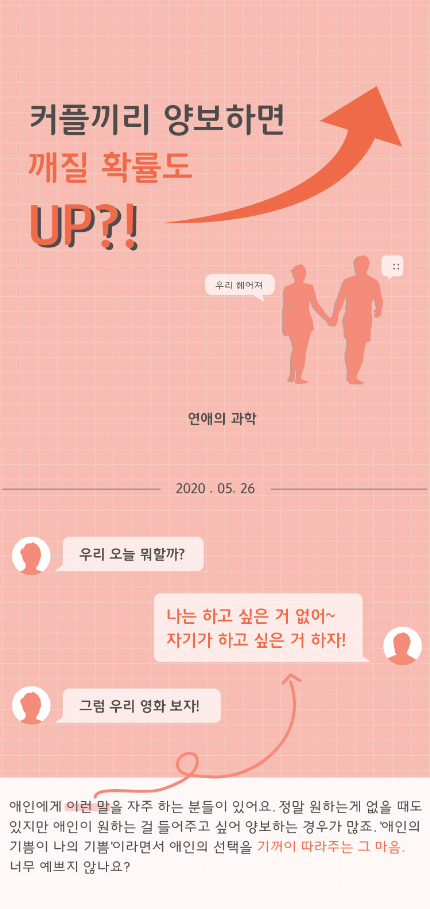 커플끼리 양보하면
깨질 확률도
UP?!
우리 헤어져
::
연애의 과학
2020 . 05. 26
우리 오늘 뭐할까?
나는 하고 싶은 거 없어~
자기가 하고 싶은 거 하자!
그럼 우리 영화 보자!
애인에게 이런 말을 자주 하는 분들이 있어요. 정말 원하는게 없을 때도
있지만 애인이 원하는 걸 들어주고 싶어 양보하는 경우가 많죠. '애인의
기쁨이 나의 기쁨'이라면서 애인의 선택을 기꺼이 따라주는 그 마음.
너무 예쁘지 않나요?